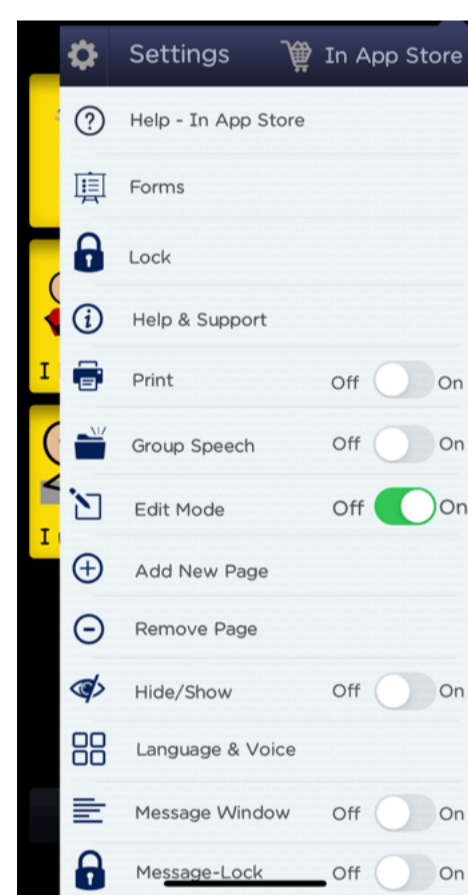 Settings In App Store
? Help - In App Store
Forms
Lock
i Help & Support
I
Print Off On
Group Speech Off On
Edit Mode Off On
I
Add New Page
Remove Page
Hide/Show Off On
Language & Voice
Message Window Off On
Message-Lock Off On